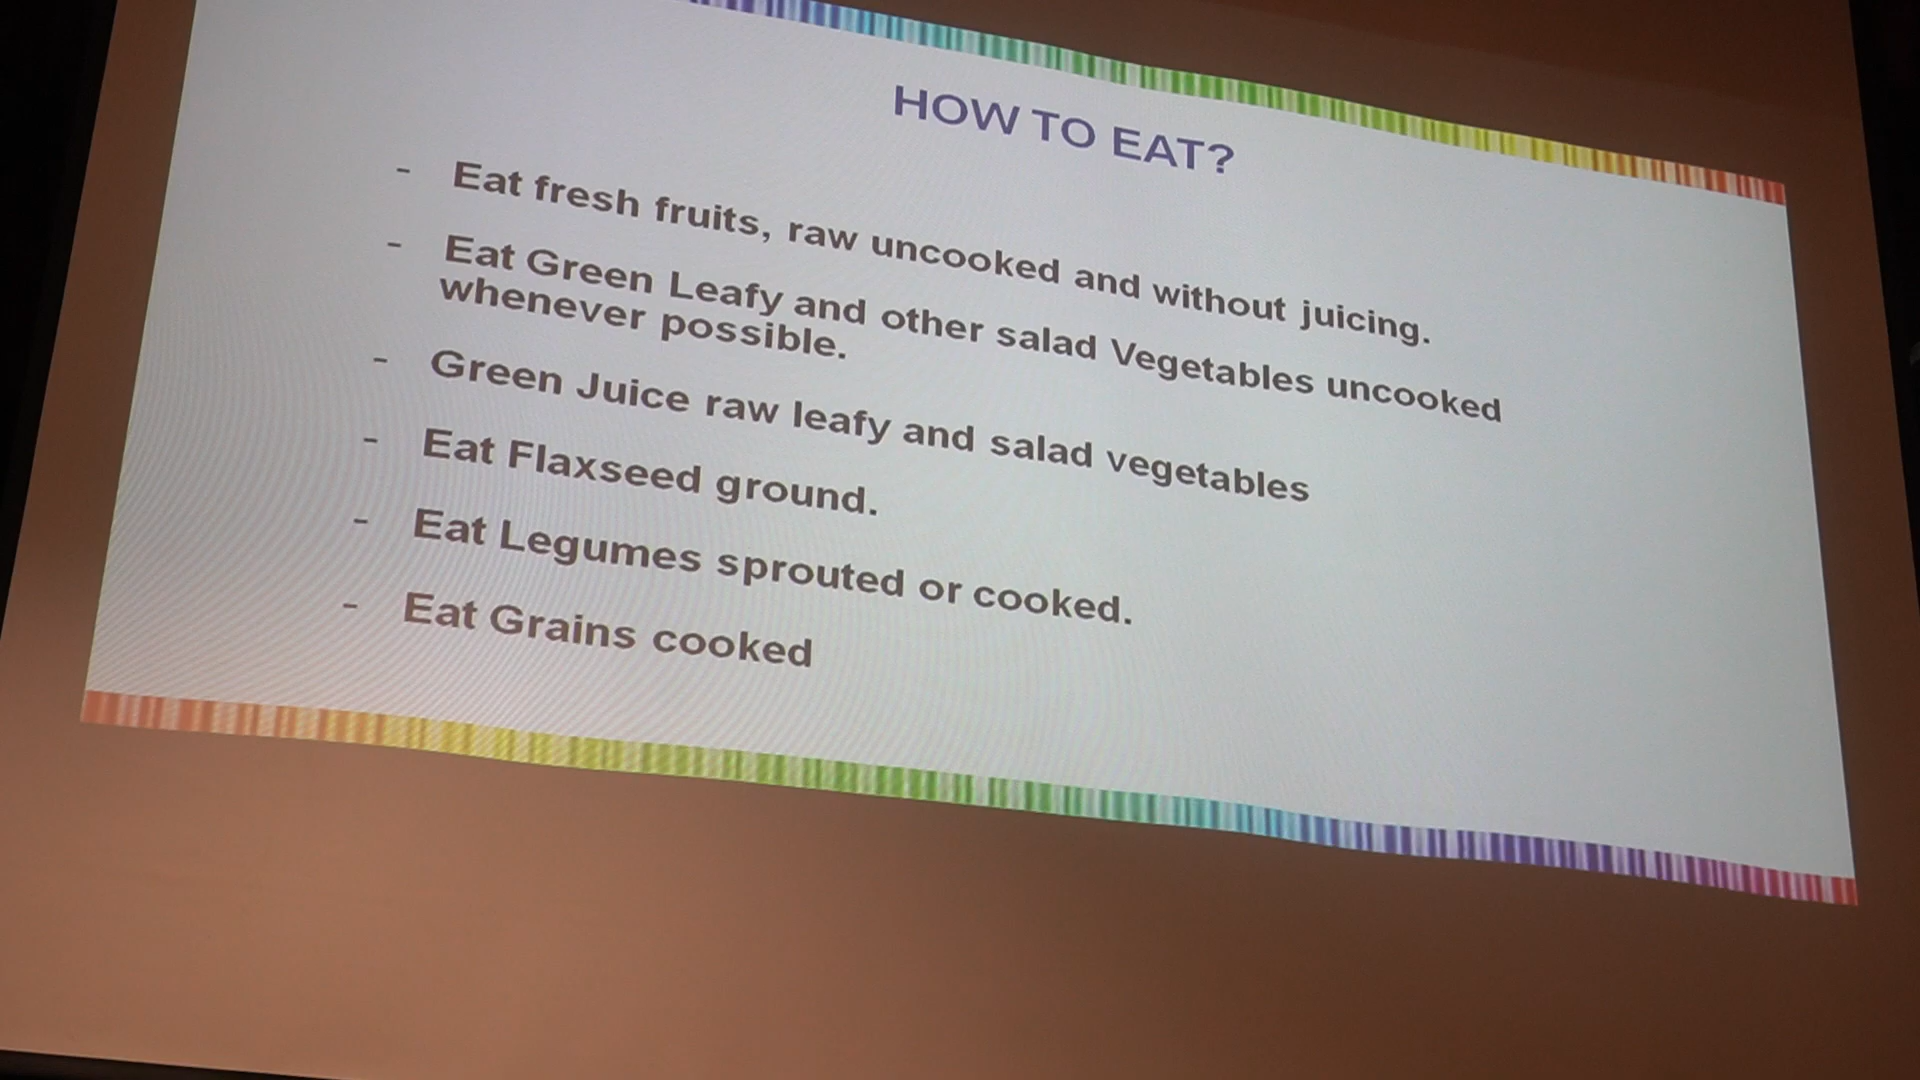 HOW TO EAT?
- Eat fresh fruits, raw uncooked and without juicing.
- Eat Green Leafy and other salad Vegetables uncooked
whenever possible.
- Green Juice raw leafy and salad vegetables
- Eat Flaxseed ground.
- Eat Legumes sprouted or cooked.
- Eat Grains cooked